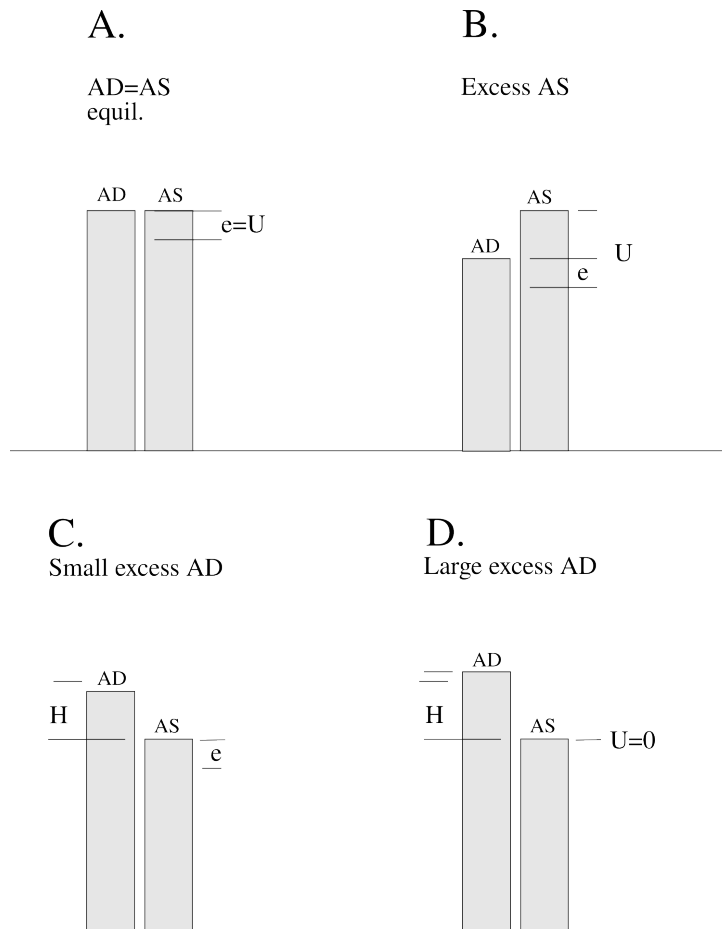 A.
AD=AS
equil.
AD
AS
e=U
B.
Excess AS
AS
AD
U
e
C.
Small excess AD
AD
H
AS
e
D.
Large excess AD
AD
H
AS
U=0